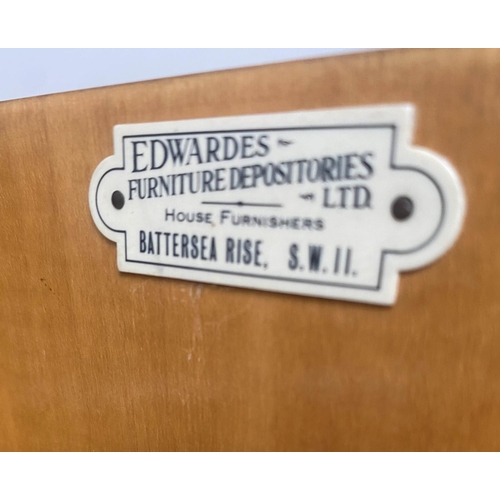 EDWARDES
FURNITURE DEPOSITORIES
LTD.
HOUSE FURNISHERS
BATTERSEA RISE, S.W.11.